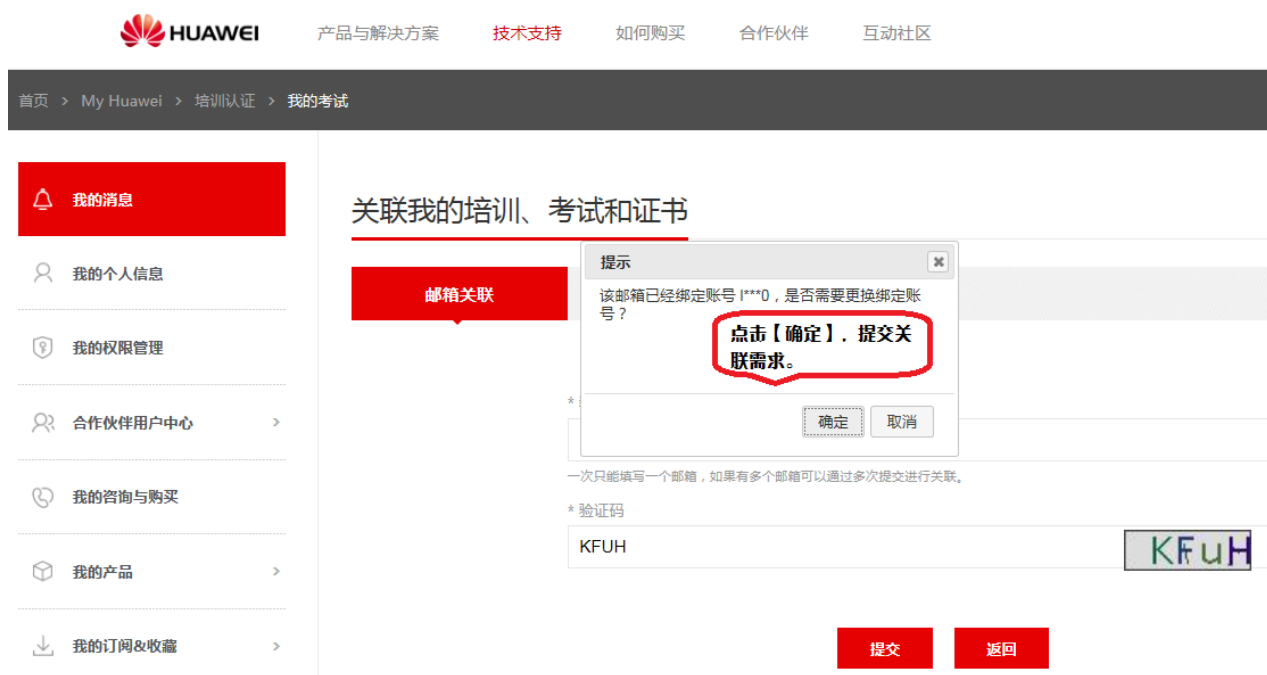 HUAWEI
产品与解决方案
技术支持
如何购买
合作伙伴
互动社区
首页 > My Huawei > 培训认证 > 我的考试
我的消息
我的个人信息
我的权限管理
合作伙伴用户中心
我的咨询与购买
我的产品
我的订阅&收藏
关联我的培训、考试和证书
邮箱关联
提示
该邮箱已经绑定账号 l***0，是否需要更换绑定账
号？
点击【确定】，提交关
联需求。
确定
取消
*
一次只能填写一个邮箱，如果有多个邮箱可以通过多次提交进行关联。
* 验证码
KFUH
KFuH
提交
返回